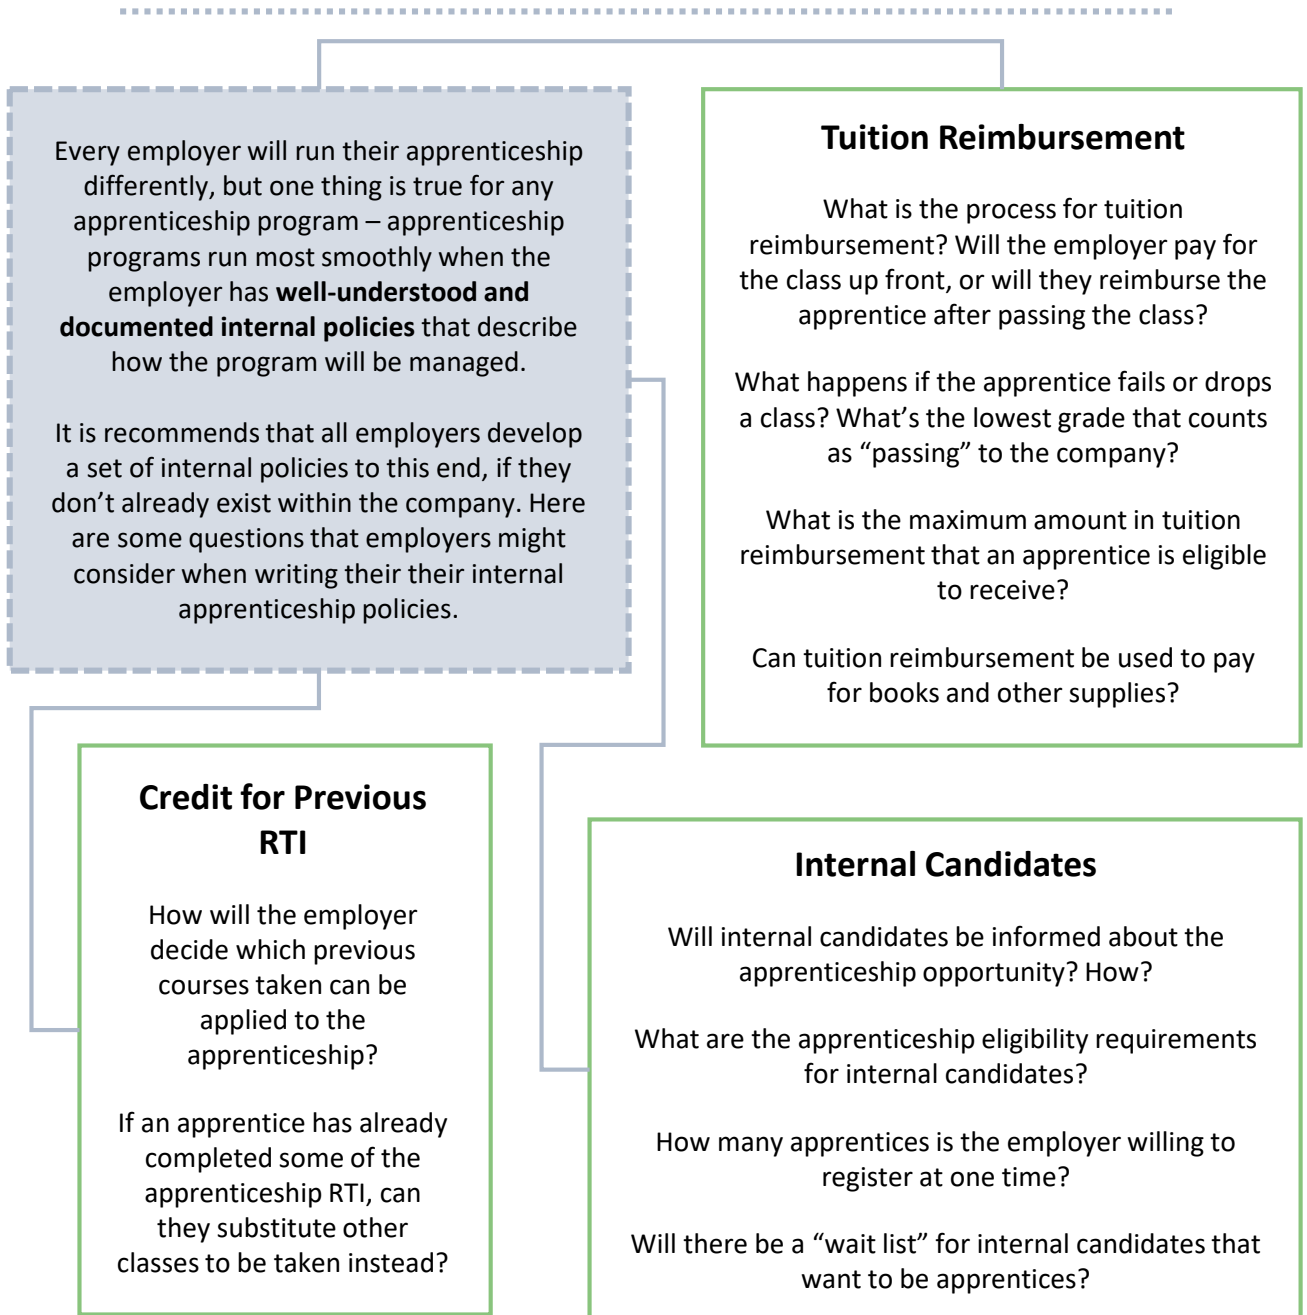 Every employer will run their apprenticeship
differently, but one thing is true for any
apprenticeship program – apprenticeship
programs run most smoothly when the
employer has well-understood and
documented internal policies that describe
how the program will be managed.
It is recommends that all employers develop
a set of internal policies to this end, if they
don’t already exist within the company. Here
are some questions that employers might
consider when writing their their internal
apprenticeship policies.
Tuition Reimbursement
What is the process for tuition
reimbursement? Will the employer pay for
the class up front, or will they reimburse the
apprentice after passing the class?
What happens if the apprentice fails or drops
a class? What’s the lowest grade that counts
as “passing” to the company?
What is the maximum amount in tuition
reimbursement that an apprentice is eligible
to receive?
Can tuition reimbursement be used to pay
for books and other supplies?
Credit for Previous
RTI
How will the employer
decide which previous
courses taken can be
applied to the
apprenticeship?
If an apprentice has already
completed some of the
apprenticeship RTI, can
they substitute other
classes to be taken instead?
Internal Candidates
Will internal candidates be informed about the
apprenticeship opportunity? How?
What are the apprenticeship eligibility requirements
for internal candidates?
How many apprentices is the employer willing to
register at one time?
Will there be a “wait list” for internal candidates that
want to be apprentices?